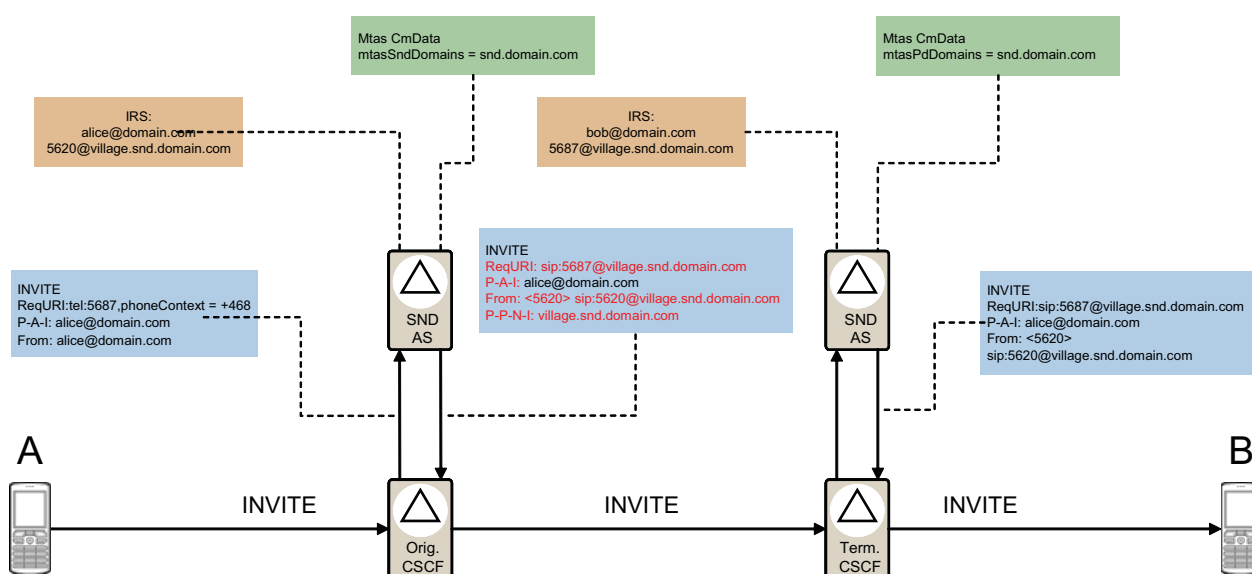 Mtas CmData
mtasSndDomains = snd.domain.com
Mtas CmData
mtasPdDomains = snd.domain.com
IRS:
alice@domain.com
5620@village.snd.domain.com
IRS:
bob@domain.com
5687@village.snd.domain.com
INVITE
ReqURI:tel:5687,phoneContext = +468
P-A-I: alice@domain.com
From: alice@domain.com
SND
AS
INVITE
ReqURI: sip:5687@village.snd.domain.com
P-A-I: alice@domain.com
From: <5620> sip:5620@village.snd.domain.com
P-P-N-I: village.snd.domain.com
SND
AS
INVITE
ReqURI:sip:5687@village.snd.domain.com
P-A-I: alice@domain.com
From: <5620>
sip:5620@village.snd.domain.com
A
B
INVITE
INVITE
INVITE
Orig.
CSCF
Term.
CSCF